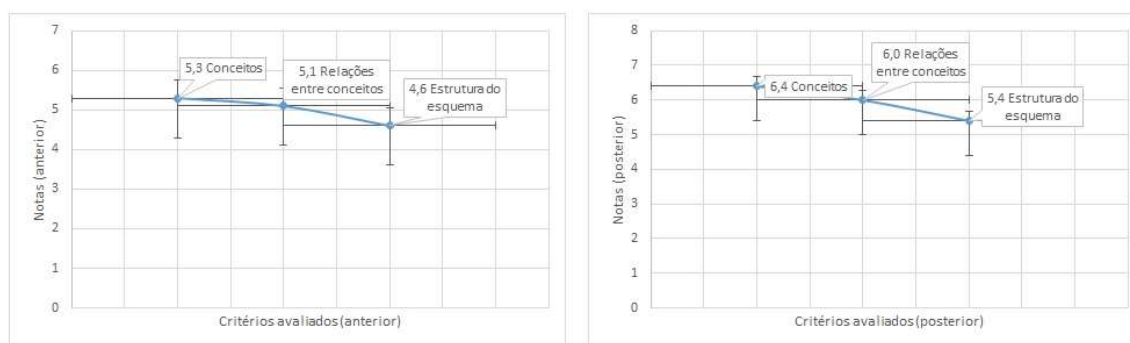 7
6
5
4
3
2
1
0
Notas (anterior)
5,3 Conceitos
5,1 Relações
entre conceitos
4,6 Estrutura do
esquema
Critérios avaliados (anterior)
8
7
6
5
4
3
2
1
0
Notas (posterior)
6,4 Conceitos
6,0 Relações
entre conceitos
5,4 Estrutura do
esquema
Critérios avaliados (posterior)